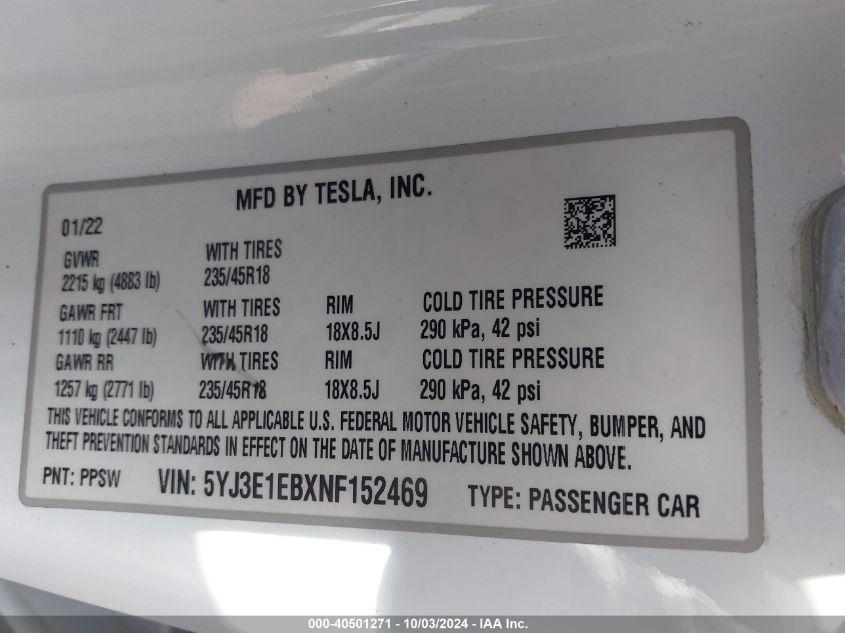 MFD BY TESLA, INC.
01/22
GVWR WITH TIRES
2215 kg (4883 lb) 235/45R18
GAWR FRT WITH TIRES RIM COLD TIRE PRESSURE
1110 kg (2447 lb) 235/45R18 18X8.5J 290 kPa, 42 psi
GAWR RR WITH TIRES RIM COLD TIRE PRESSURE
1257 kg (2771 lb) 235/45R18 18X8.5J 290 kPa, 42 psi
THIS VEHICLE CONFORMS TO ALL APPLICABLE U.S. FEDERAL MOTOR VEHICLE SAFETY, BUMPER, AND
THEFT PREVENTION STANDARDS IN EFFECT ON THE DATE OF MANUFACTURE SHOWN ABOVE.
PNT: PPSW VIN: 5YJ3E1EBXNF152469 TYPE: PASSENGER CAR
000-40501271 - 10/03/2024 - IAA Inc.